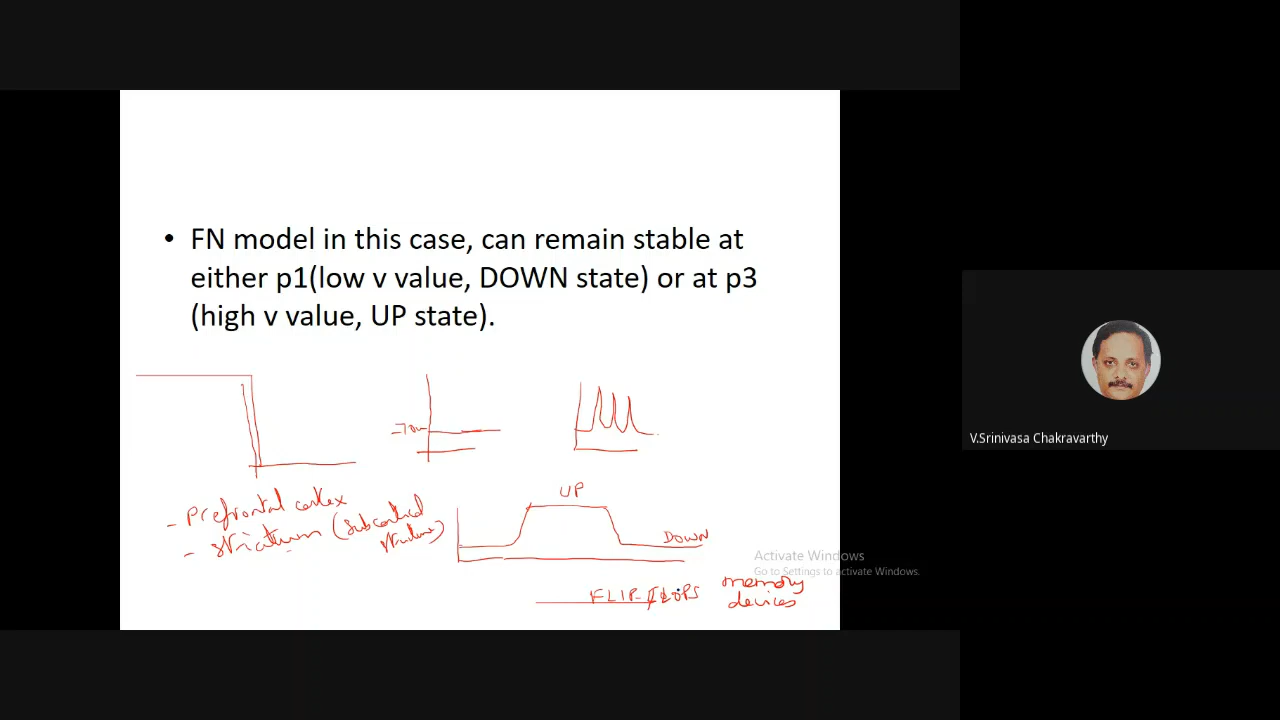 • FN model in this case, can remain stable at
either p1(low v value, DOWN state) or at p3
(high v value, UP state).
-70m
- Prefrontal cortex
- Striatum (subcortical
structure)
UP
DOWN
FLIP-FLOPS
memory
devices
Activate Windows
Go to Settings to activate Windows.
V.Srinivasa Chakravarthy